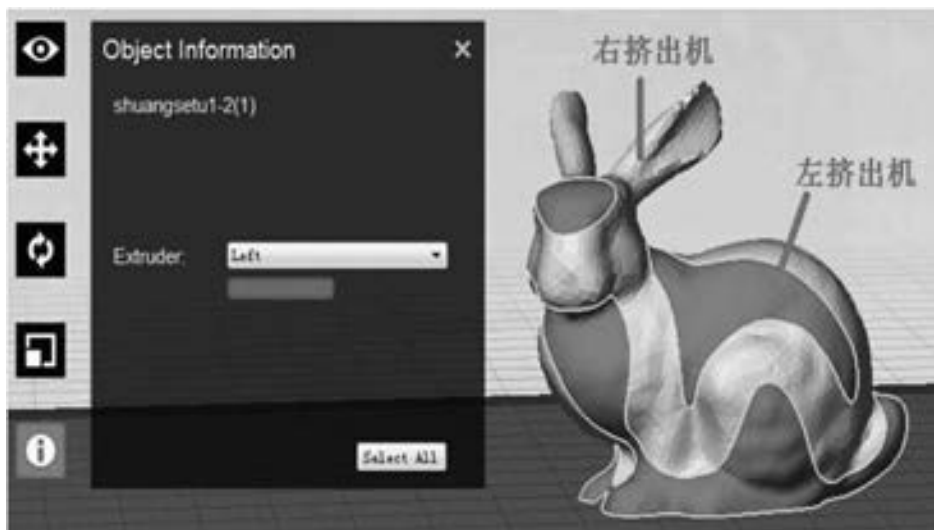 Object Information
×
shuangsetu1-2(1)
Extruder:
Left
Select All
右挤出机
左挤出机